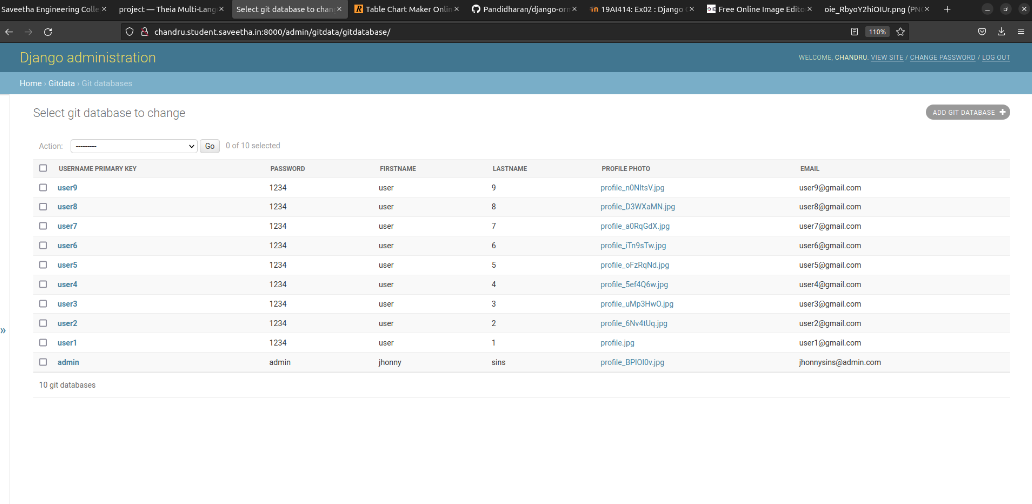 Saveetha Engineering Colle × project — Theia Multi-Lang × Select git database to chan × Table Chart Maker Onlin × Pandidharan/django-orm × 19AI414: Ex02 : Django × Free Online Image Edito × oie_RbyoY2hiOIUr.png (PN ×
chandru.student.saveetha.in:8000/admin/gitdata/gitdatabase/ 110%
Django administration WELCOME, CHANDRU. VIEW SITE / CHANGE PASSWORD / LOG OUT
Home › Gitdata › Git databases
Select git database to change ADD GIT DATABASE +
Action: --------- Go 0 of 10 selected
USERNAME PRIMARY KEY PASSWORD FIRSTNAME LASTNAME PROFILE PHOTO EMAIL
user9 1234 user 9 profile_n0NItsV.jpg user9@gmail.com
user8 1234 user 8 profile_D3WXaMN.jpg user8@gmail.com
user7 1234 user 7 profile_a0RqGdX.jpg user7@gmail.com
user6 1234 user 6 profile_iTn9sTw.jpg user6@gmail.com
user5 1234 user 5 profile_oFzRqNd.jpg user5@gmail.com
user4 1234 user 4 profile_5ef4Q6w.jpg user4@gmail.com
user3 1234 user 3 profile_uMp3HwO.jpg user3@gmail.com
user2 1234 user 2 profile_6Nv4tUq.jpg user2@gmail.com
user1 1234 user 1 profile.jpg user1@gmail.com
admin admin jhonny sins profile_BPlOI0v.jpg jhonnysins@admin.com
10 git databases